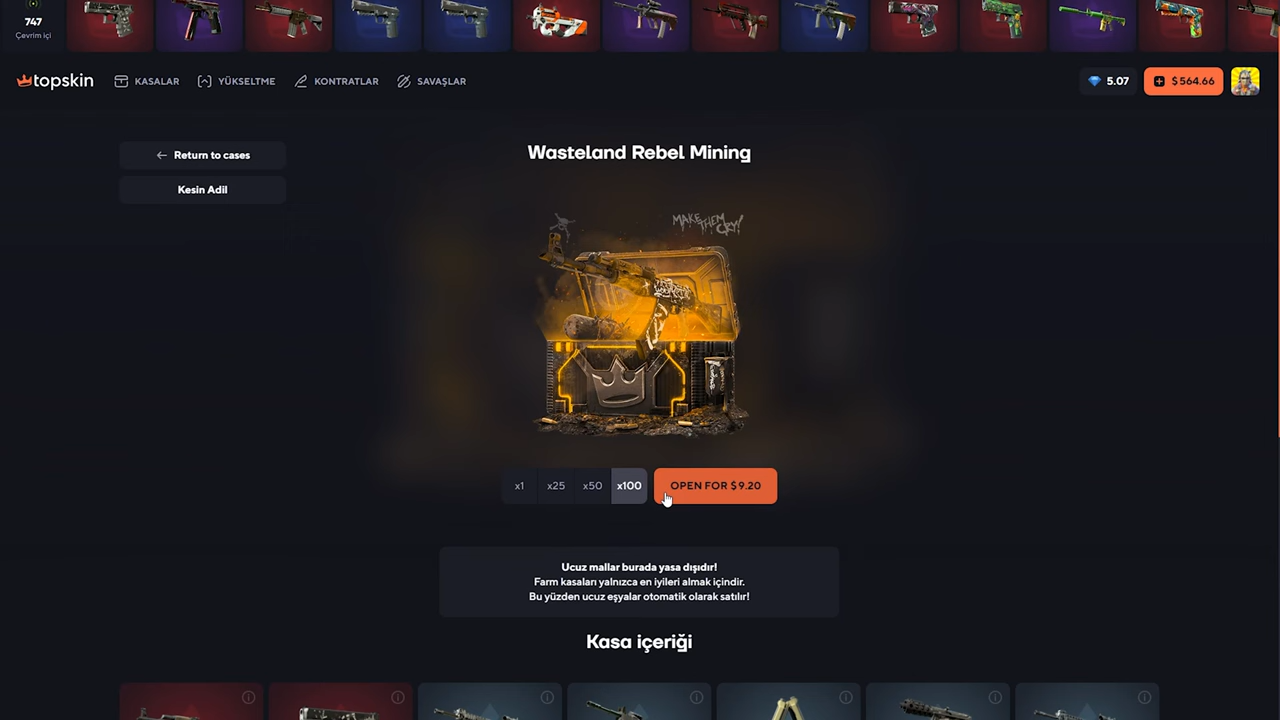 747
Çevrim içi
topskin
KASALAR
YÜKSELTME
KONTRATLAR
SAVAŞLAR
5.07
$564.66
Return to cases
Kesin Adil
Wasteland Rebel Mining
MAKE THEM CRY!
x1
x25
x50
x100
OPEN FOR $9.20
Ucuz mallar burada yasa dışıdır!
Farm kasaları yalnızca en iyileri almak içindir.
Bu yüzden ucuz eşyalar otomatik olarak satılır!
Kasa içeriği